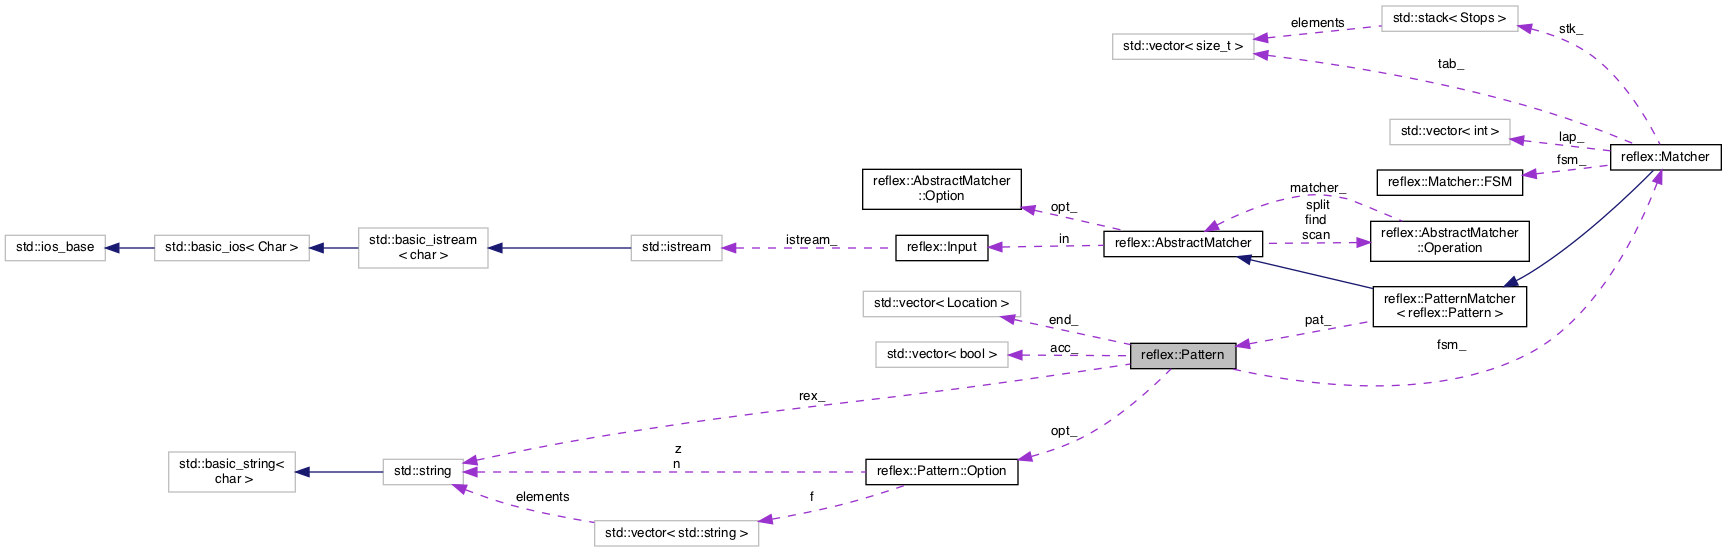 elements
std::stack< Stops >
stk_
std::vector< size_t >
tab_
std::vector< int >
lap_
reflex::Matcher
fsm_
reflex::AbstractMatcher
::Option
reflex::Matcher::FSM
matcher_
opt_
split
find
scan
reflex::AbstractMatcher
::Operation
std::ios_base
std::basic_ios< Char >
std::basic_istream
< char >
std::istream
istream_
reflex::Input
in
reflex::AbstractMatcher
std::vector< Location >
end_
reflex::PatternMatcher
< reflex::Pattern >
pat_
std::vector< bool >
acc_
reflex::Pattern
fsm_
rex_
opt_
std::basic_string<
char >
std::string
z
n
reflex::Pattern::Option
elements
f
std::vector< std::string >